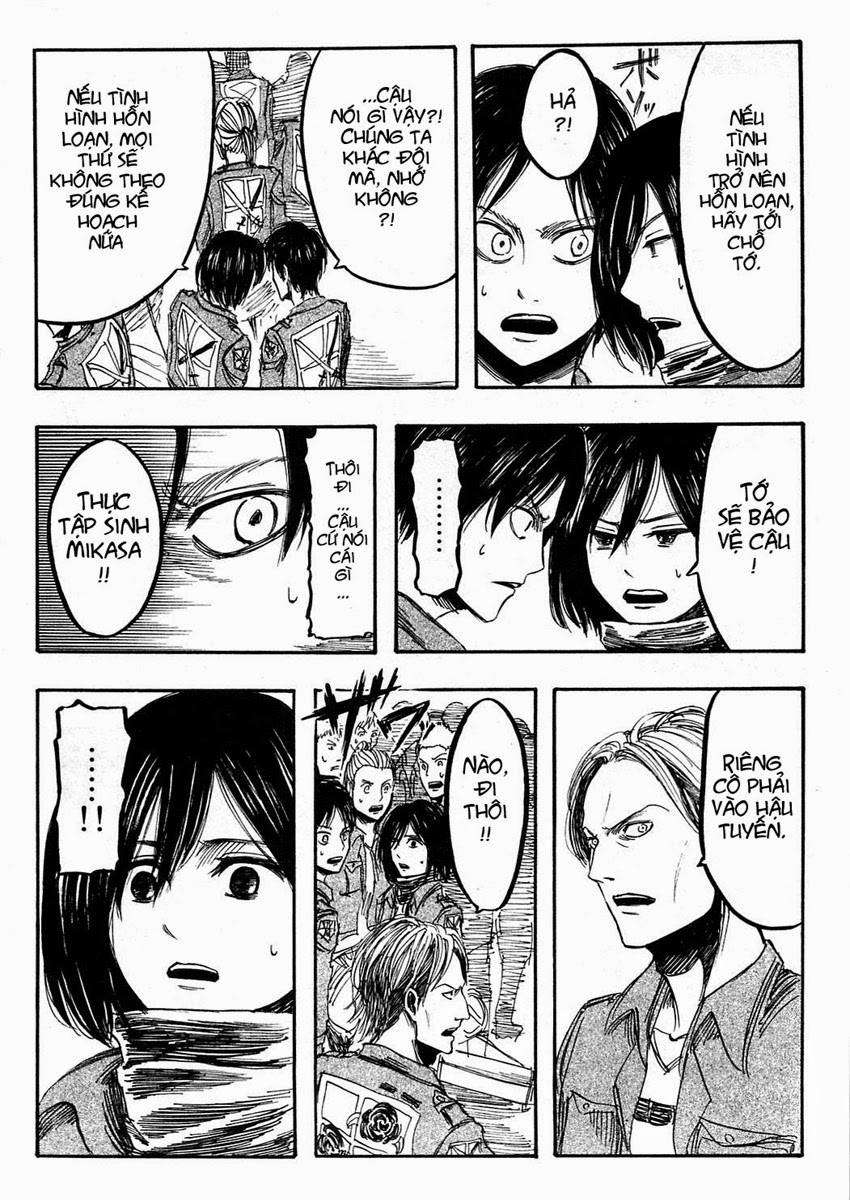 NẾU
TÌNH
HÌNH
TRỞ NÊN
HỖN LOẠN,
HÃY TỚI
CHỖ
TỚ.
ボソ
HẢ
?!
...CẬU
NÓI GÌ VẬY?!
CHÚNG TA
KHÁC ĐỘI
MÀ, NHỚ
KHÔNG
?!
NẾU TÌNH
HÌNH HỖN
LOẠN, MỌI
THỨ SẼ
KHÔNG THEO
ĐÚNG KẾ
HOẠCH
NỮA
TỚ
SẼ BẢO
VỆ CẬU
!
......
THÔI
ĐI
...
CẬU
CỨ NÓI
CÁI
GÌ
...
THỰC
TẬP SINH
MIKASA
!!
RIÊNG
CÔ PHẢI
VÀO HẬU
TUYẾN.
NÀO,
ĐI
THÔI
!!
....
!!